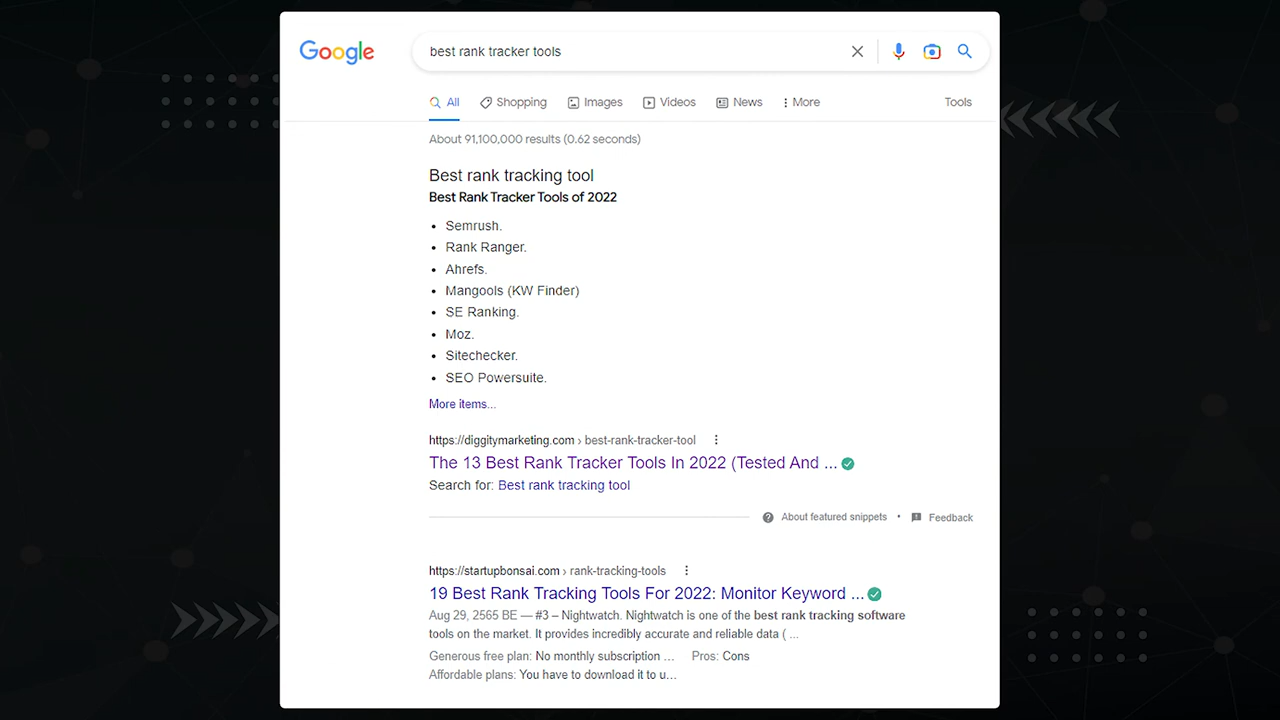 Google
best rank tracker tools
All Shopping Images Videos News More Tools
About 91,100,000 results (0.62 seconds)
Best rank tracking tool
Best Rank Tracker Tools of 2022
• Semrush.
• Rank Ranger.
• Ahrefs.
• Mangools (KW Finder)
• SE Ranking.
• Moz.
• Sitechecker.
• SEO Powersuite.
More items...
https://diggitymarketing.com › best-rank-tracker-tool
The 13 Best Rank Tracker Tools In 2022 (Tested And ...
Search for: Best rank tracking tool
About featured snippets • Feedback
https://startupbonsai.com › rank-tracking-tools
19 Best Rank Tracking Tools For 2022: Monitor Keyword ...
Aug 29, 2565 BE — #3 – Nightwatch. Nightwatch is one of the best rank tracking software
tools on the market. It provides incredibly accurate and reliable data ( ...
Generous free plan: No monthly subscription ... Pros: Cons
Affordable plans: You have to download it to u...